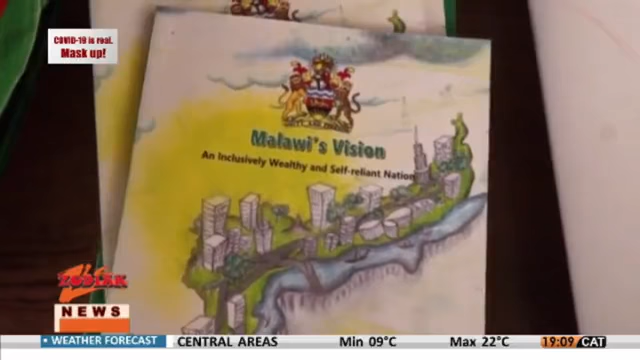 COVID-19 is real.
Mask up!
Malawi's Vision
An Inclusively Wealthy and Self-reliant Nation
ZODIAK
NEWS
WEATHER FORECAST
CENTRAL AREAS
Min 09°C
Max 22°C
19:09 CAT